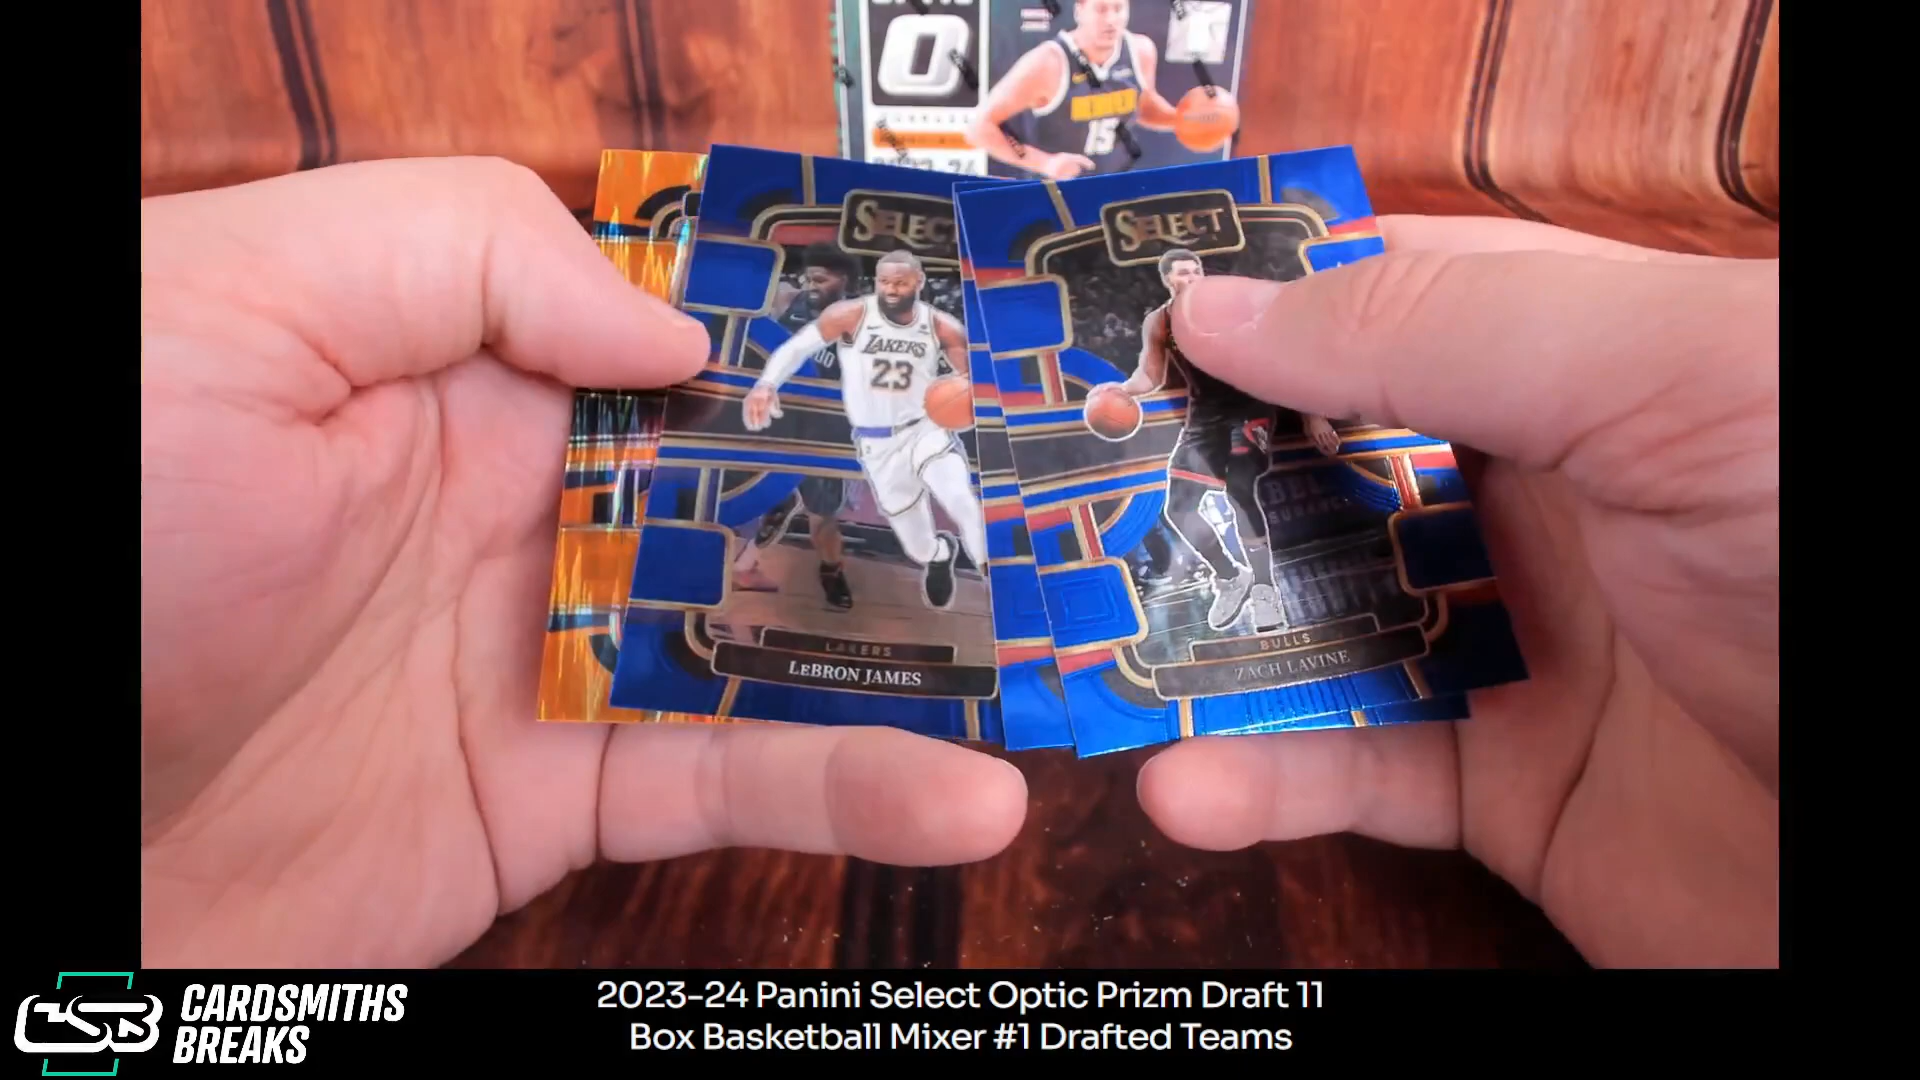 O
15
SELECT
SELECT
LAKERS
23
LAKERS
LEBRON JAMES
BULLS
ZACH LAVINE
CSB
CARDSMITHS
BREAKS
2023-24 Panini Select Optic Prizm Draft 11
Box Basketball Mixer #1 Drafted Teams